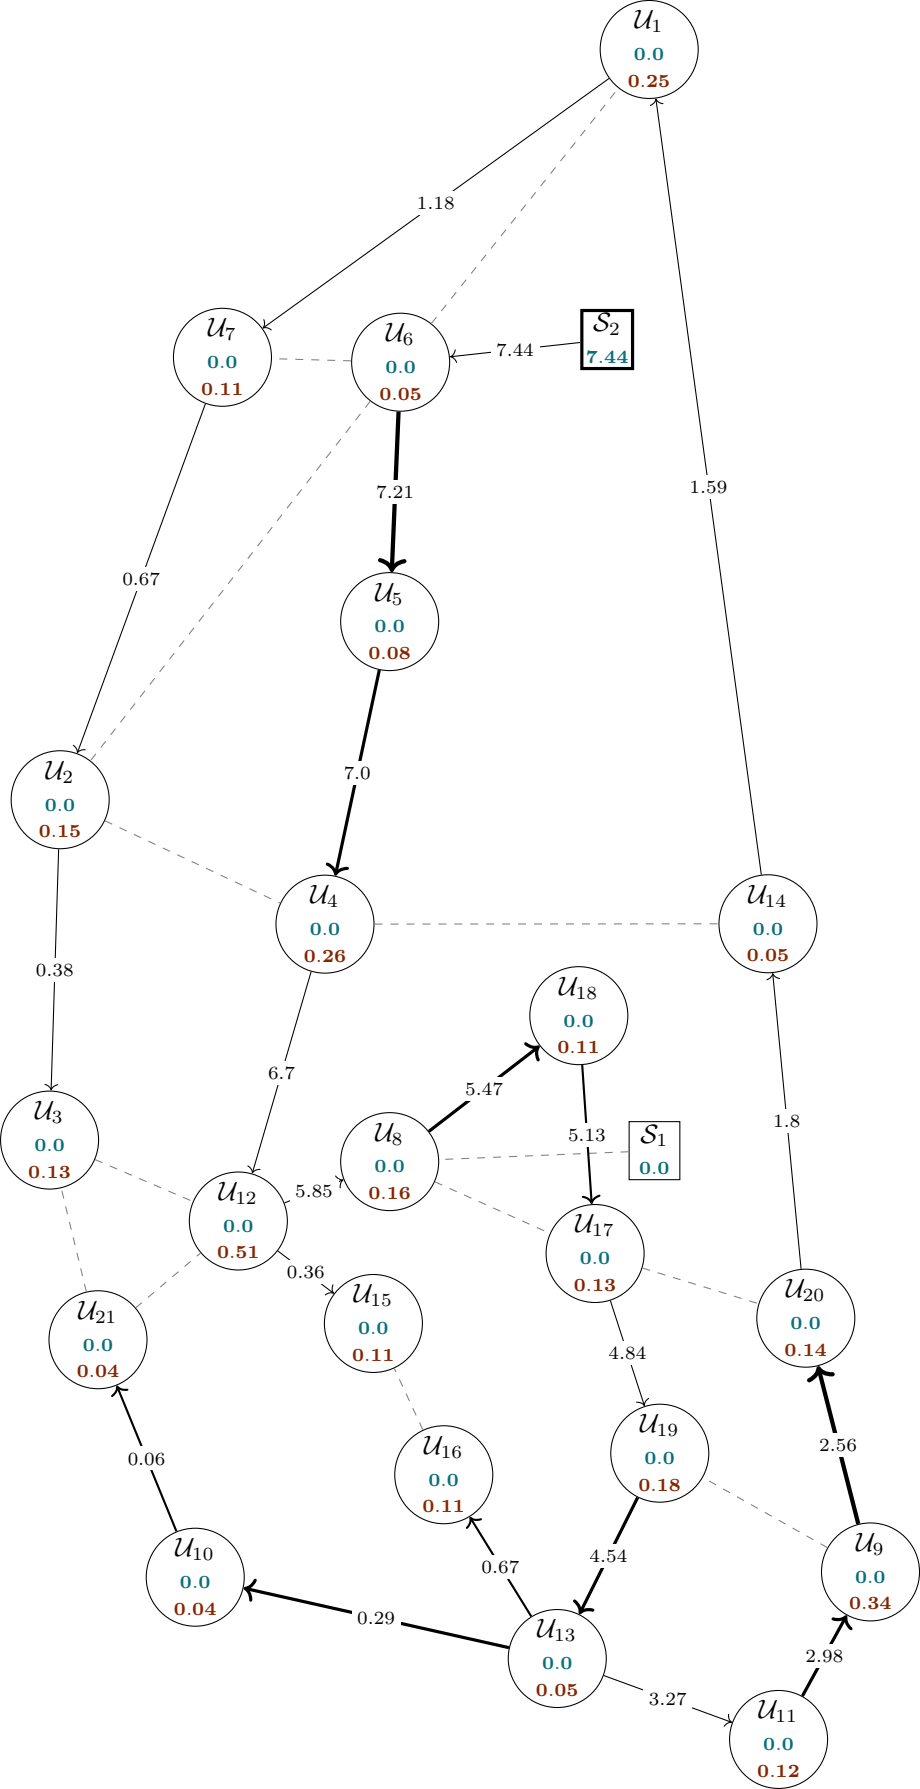 𝒰₁
0.0
0.25
1.18
𝒰₇
0.0
0.11
𝒰₆
0.0
0.05
7.44
𝒮₂
7.44
7.21
1.59
0.67
𝒰₅
0.0
0.08
𝒰₂
0.0
0.15
7.0
𝒰₄
0.0
0.26
𝒰₁₄
0.0
0.05
0.38
𝒰₁₈
0.0
0.11
6.7
5.47
1.8
𝒰₃
0.0
0.13
𝒰₈
0.0
0.16
5.13
𝒮₁
0.0
𝒰₁₂
0.0
0.51
5.85
𝒰₁₇
0.0
0.13
0.36
𝒰₂₁
0.0
0.04
𝒰₁₅
0.0
0.11
𝒰₂₀
0.0
0.14
4.84
0.06
𝒰₁₆
0.0
0.11
𝒰₁₉
0.0
0.18
2.56
𝒰₁₀
0.0
0.04
0.67
4.54
𝒰₉
0.0
0.34
0.29
𝒰₁₃
0.0
0.05
2.98
3.27
𝒰₁₁
0.0
0.12